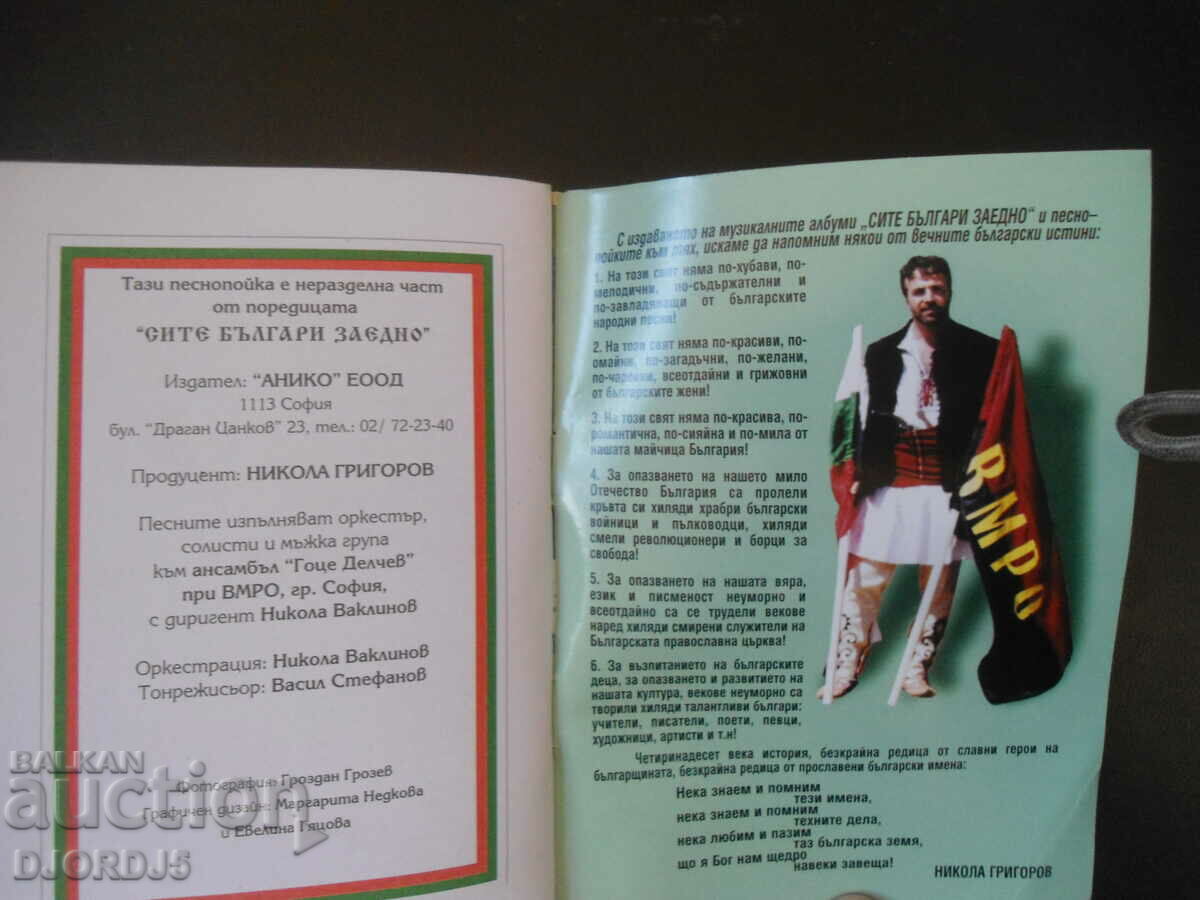 Тази песнопойка е неразделна част
от поредицата
"СИТЕ БЪЛГАРИ ЗАЕДНО"
Издател: "АНИКО" ЕООД
1113 София
бул. "Драган Цанков" 23, тел.: 02/ 72-23-40
Продуцент: НИКОЛА ГРИГОРОВ
Песните изпълняват оркестър,
солисти и мъжка група
към ансамбъл "Гоце Делчев"
при ВМРО, гр. София,
с диригент Никола Ваклинов
Оркестрация: Никола Ваклинов
Тонрежисьор: Васил Стефанов
Фотография: Гроздан Грозев
Графичен дизайн: Маргарита Недкова
и Евелина Гяцова
BALKAN
auction
DJORDJ5
С издаването на музикалните албуми „СИТЕ БЪЛГАРИ ЗАЕДНО" и песно-
пойките към тях, искаме да напомним някои от вечните български истини:
1. На този свят няма по-хубави, по-
мелодични, по-съдържателни и
по-завладяващи от българските
народни песни!
2. На този свят няма по-красиви, по-
омайни, по-загадъчни, по-желани,
по-чаровни, всеотдайни и грижовни
от българските жени!
3. На този свят няма по-красива, по-
романтична, по-сияйна и по-мила от
нашата майчица България!
4. За опазването на нашето мило
Отечество България са пролели
кръвта си хиляди храбри български
войници и пълководци, хиляди
смели революционери и борци за
свобода!
5. За опазването на нашата вяра,
език и писменост неуморно и
всеотдайно са се трудели векове
наред хиляди смирени служители на
Българската православна църква!
6. За възпитанието на българските
деца, за опазването и развитието на
нашата култура, векове неуморно са
творили хиляди талантливи българи:
учители, писатели, поети, певци,
художници, артисти и т.н!
Четиринадесет века история, безкрайна редица от славни герои на
българщината, безкрайна редица от прославени български имена:
Нека знаем и помним
тези имена,
нека знаем и помним
техните дела,
нека любим и пазим
таз българска земя,
що я Бог нам щедро
навеки завеща!
НИКОЛА ГРИГОРОВ
ВМРО